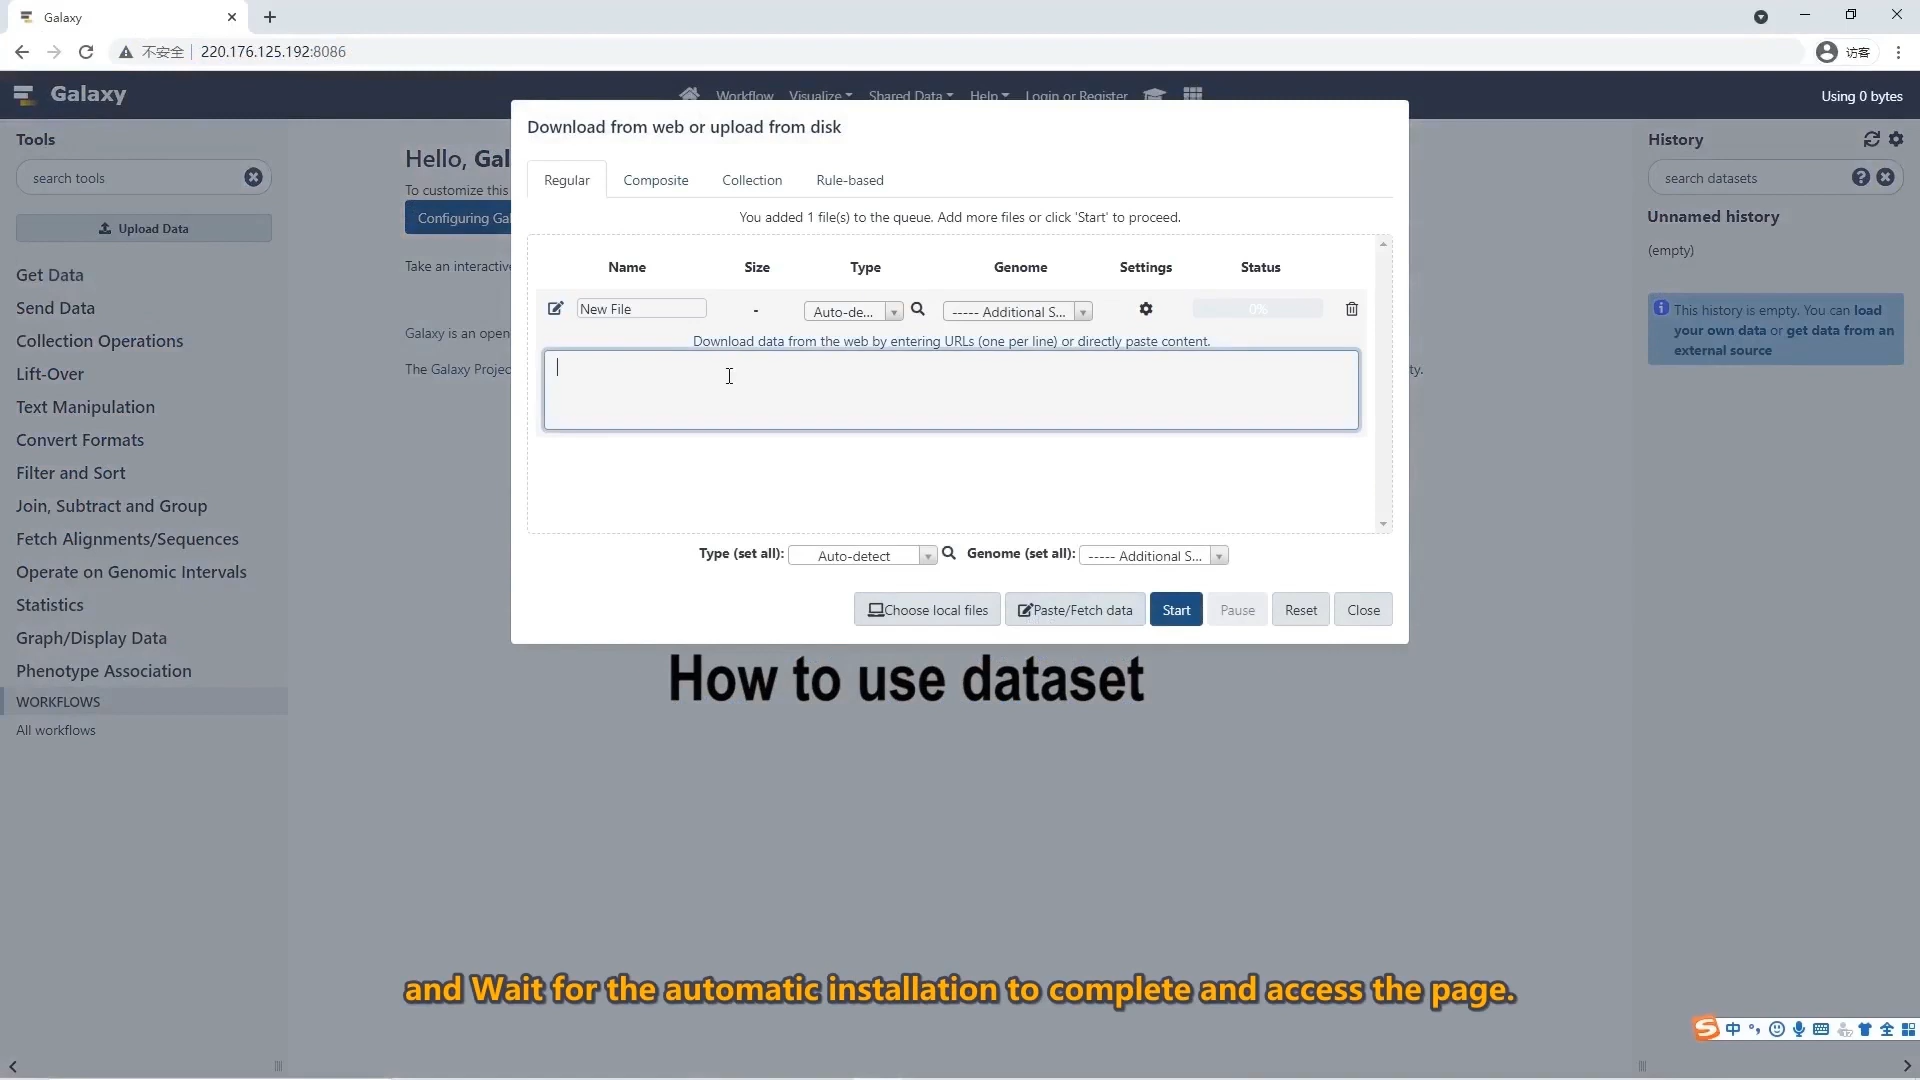 Galaxy
不安全
220.176.125.192:8086
访客
Galaxy
Workflow
Visualize
Shared Data
Help
Login or Register
Using 0 bytes
Tools
search tools
Upload Data
Get Data
Send Data
Collection Operations
Lift-Over
Text Manipulation
Convert Formats
Filter and Sort
Join, Subtract and Group
Fetch Alignments/Sequences
Operate on Genomic Intervals
Statistics
Graph/Display Data
Phenotype Association
WORKFLOWS
All workflows
Hello, Gal
To customize this
Configuring Gal
Take an interactive
Galaxy is an open
The Galaxy Projec
ty.
Download from web or upload from disk
Regular
Composite
Collection
Rule-based
You added 1 file(s) to the queue. Add more files or click 'Start' to proceed.
Name Size Type Genome Settings Status
New File - Auto-de... ----- Additional S... 0%
Download data from the web by entering URLs (one per line) or directly paste content.
Type (set all): Auto-detect Genome (set all): ----- Additional S...
Choose local files
Paste/Fetch data
Start
Pause
Reset
Close
History
search datasets
Unnamed history
(empty)
This history is empty. You can load
your own data or get data from an
external source
How to use dataset
and Wait for the automatic installation to complete and access the page.
中
全